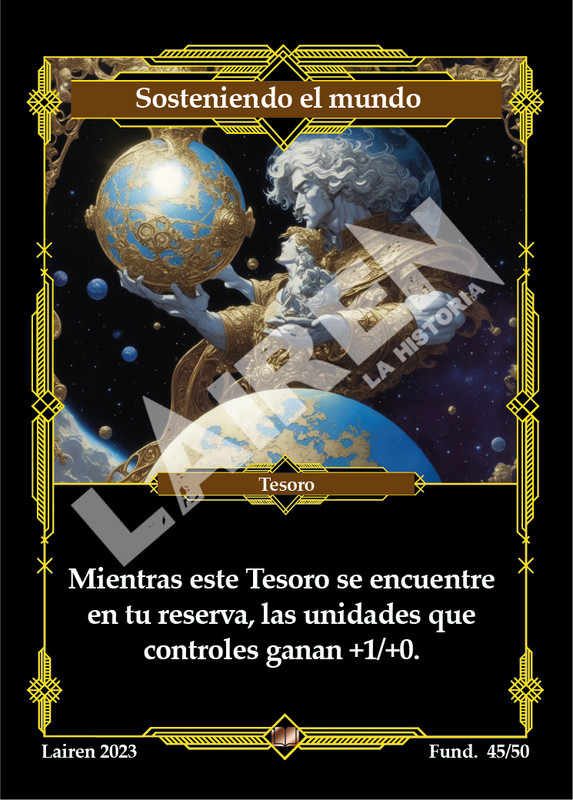 Sosteniendo el mundo
LAIREN
LA HISTORIA
Tesoro
Mientras este Tesoro se encuentre
en tu reserva, las unidades que
controles ganan +1/+0.
Lairen 2023
Fund. 45/50